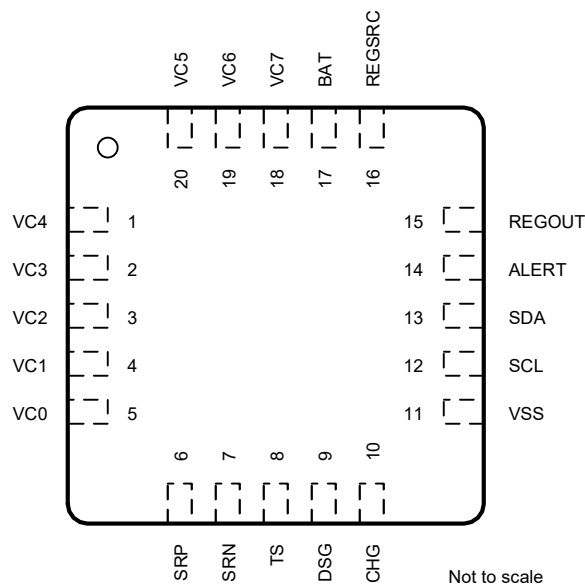 VC5 VC6 VC7 BAT REGSRC
20 19 18 17 16
VC4 1 15 REGOUT
VC3 2 14 ALERT
VC2 3 13 SDA
VC1 4 12 SCL
VC0 5 11 VSS
6 7 8 9 10
SRP SRN TS DSG CHG
Not to scale